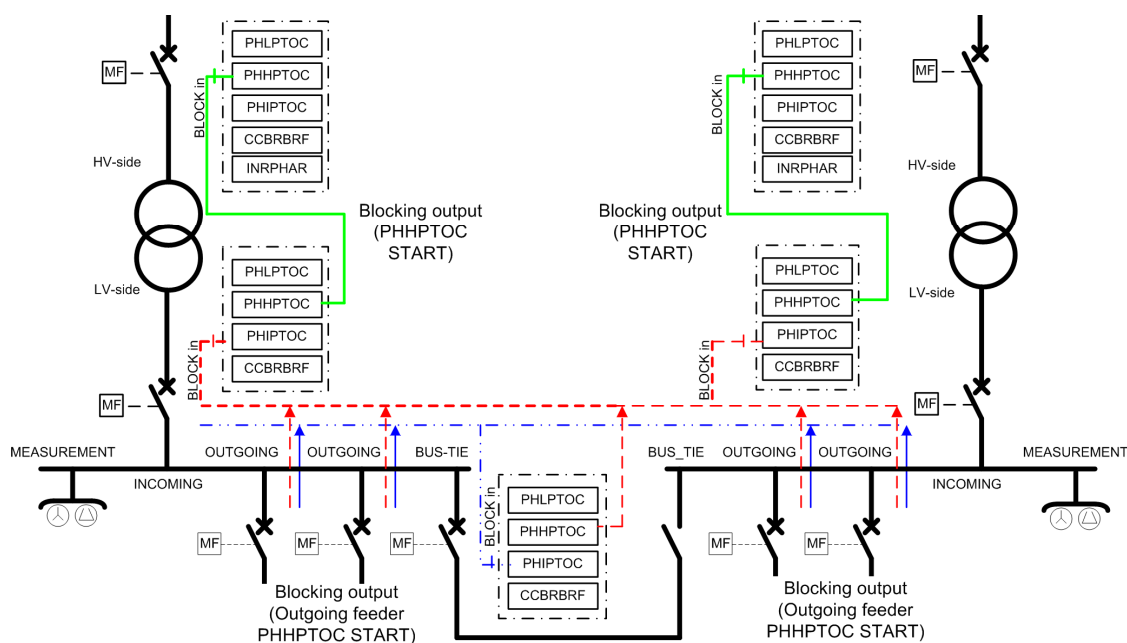 PHLPTOC
PHHPTOC
PHIPTOC
CCBRBRF
INRPHAR
BLOCK in
MF
HV-side
LV-side
Blocking output
(PHHPTOC
START)
PHLPTOC
PHHPTOC
PHIPTOC
CCBRBRF
BLOCK in
MF
PHLPTOC
PHHPTOC
PHIPTOC
CCBRBRF
INRPHAR
BLOCK in
MF
HV-side
LV-side
Blocking output
(PHHPTOC
START)
PHLPTOC
PHHPTOC
PHIPTOC
CCBRBRF
BLOCK in
MF
MEASUREMENT
OUTGOING
OUTGOING
BUS-TIE
INCOMING
BUS_TIE
OUTGOING
OUTGOING
MEASUREMENT
INCOMING
MF
MF
MF
BLOCK in
PHLPTOC
PHHPTOC
PHIPTOC
CCBRBRF
MF
MF
Blocking output
(Outgoing feeder
PHHPTOC START)
Blocking output
(Outgoing feeder
PHHPTOC START)